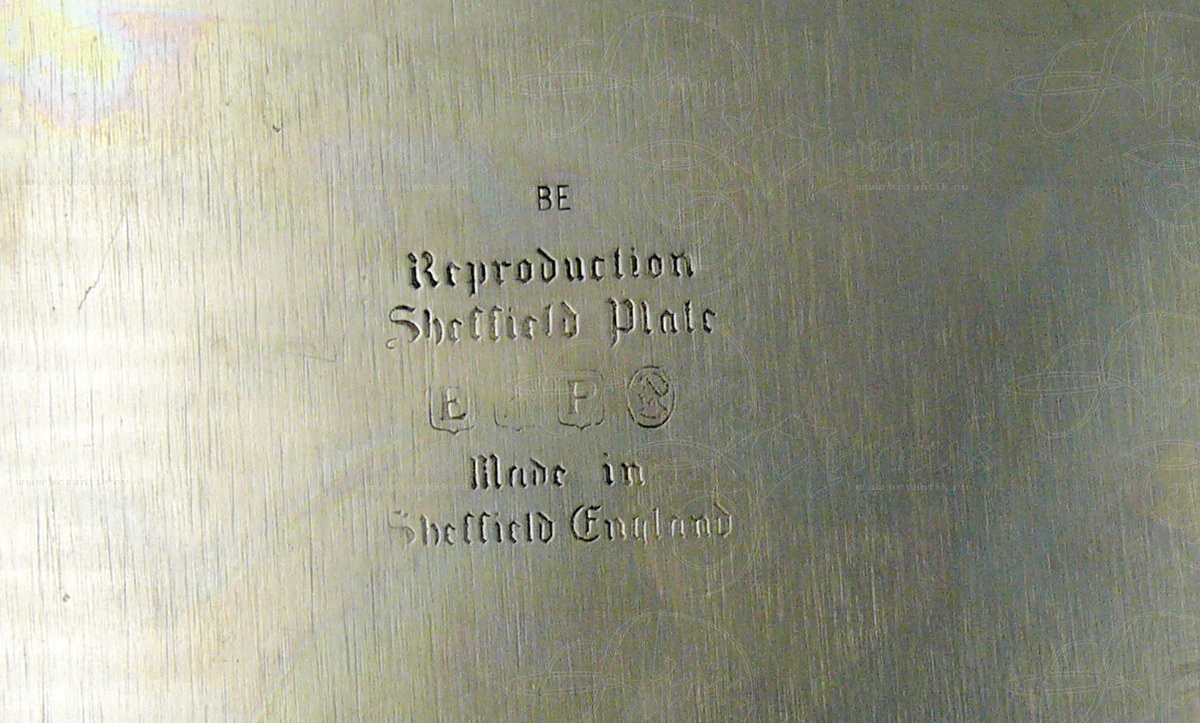 BE
Reproduction
Sheffield Plate
E P
Made in
Sheffield England